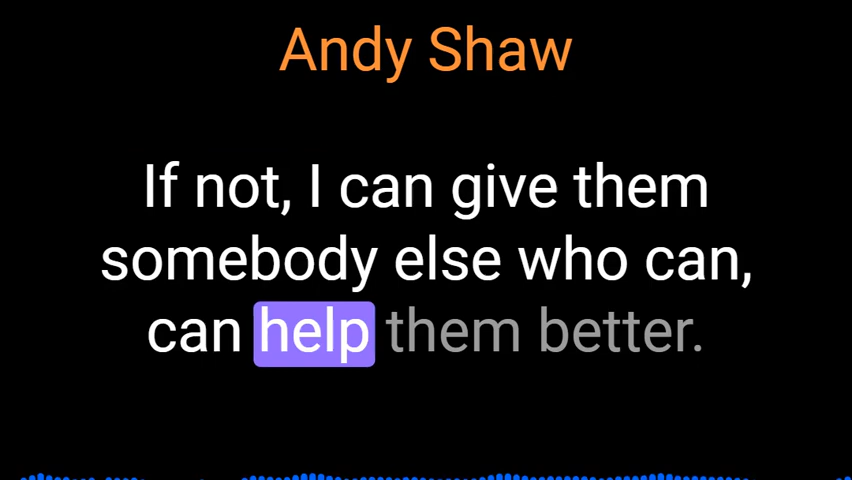 Andy Shaw
If not, I can give them
somebody else who can,
can help them better.